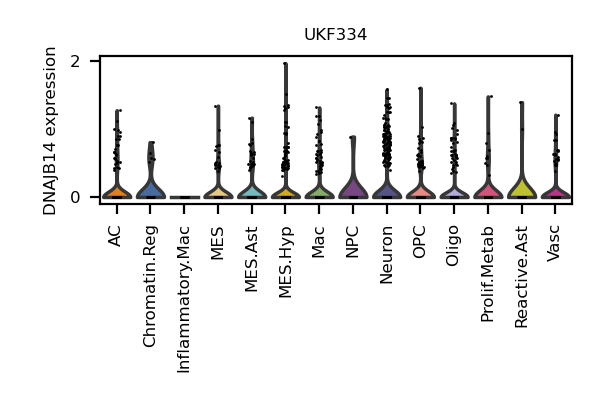 UKF334
DNAJB14 expression
2
0
AC
Chromatin.Reg
Inflammatory.Mac
MES
MES.Ast
MES.Hyp
Mac
NPC
Neuron
OPC
Oligo
Prolif.Metab
Reactive.Ast
Vasc